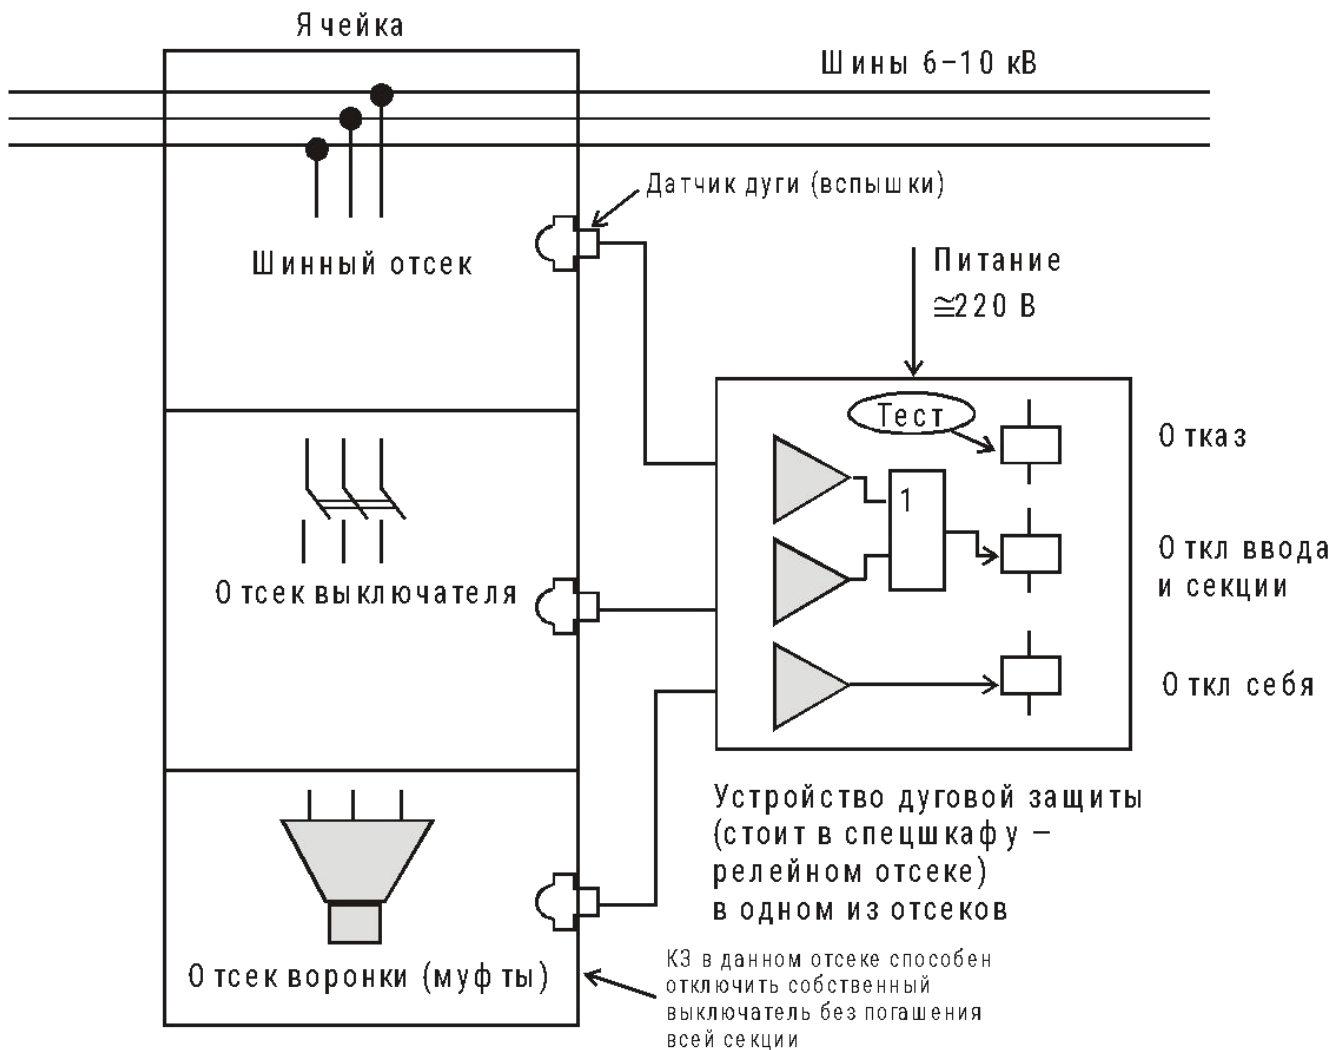 Ячейка
Шины 6–10 кВ
Датчик дуги (вспышки)
Шинный отсек
Питание
≅220 В
Тест
Отказ
1
Откл ввода
и секции
Отсек выключателя
Откл себя
Устройство дуговой защиты
(стоит в спецшкафу –
релейном отсеке)
в одном из отсеков
Отсек воронки (муфты)
КЗ в данном отсеке способен
отключить собственный
выключатель без погашения
всей секции